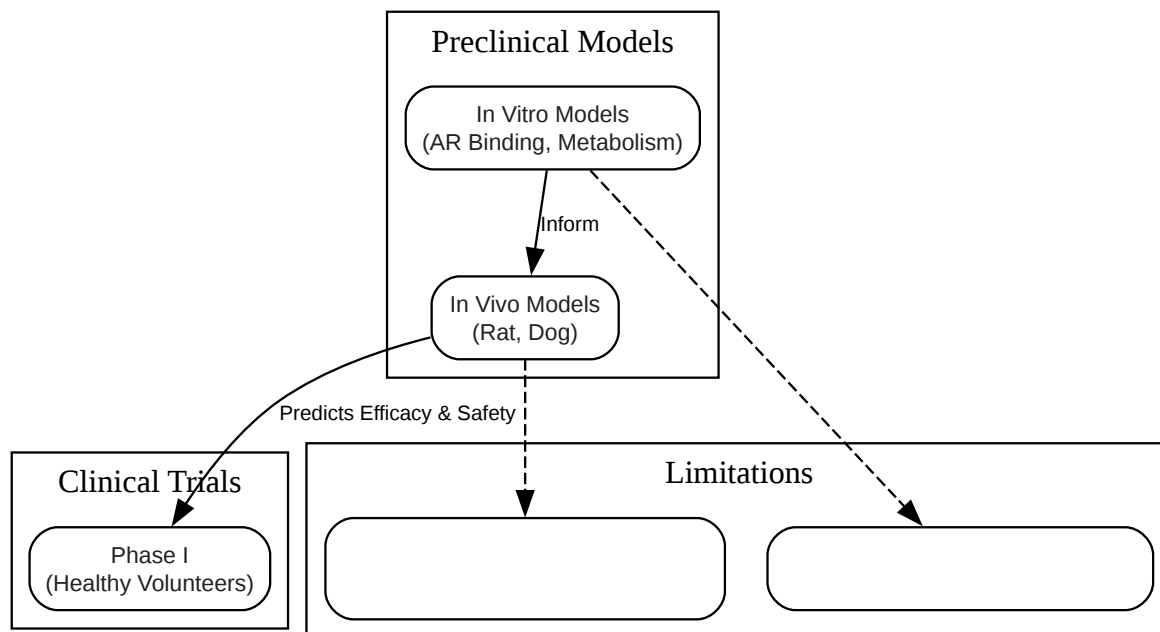 Preclinical Models
In Vitro Models
(AR Binding, Metabolism)
Inform
In Vivo Models
(Rat, Dog)
Predicts Efficacy & Safety
Clinical Trials
Limitations
Phase I
(Healthy Volunteers)